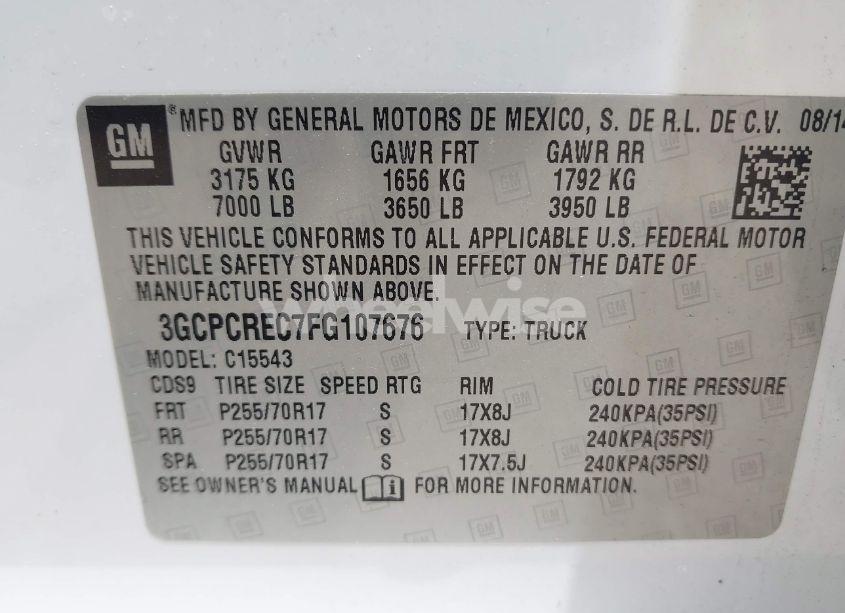 GM ® MFD BY GENERAL MOTORS DE MEXICO, S. DE R.L. DE C.V. 08/14
GVWR GAWR FRT GAWR RR
3175 KG 1656 KG 1792 KG
7000 LB 3650 LB 3950 LB
THIS VEHICLE CONFORMS TO ALL APPLICABLE U.S. FEDERAL MOTOR
VEHICLE SAFETY STANDARDS IN EFFECT ON THE DATE OF
MANUFACTURE SHOWN ABOVE.
wheelwise
3GCPCREC7FG107676 TYPE: TRUCK
MODEL: C15543
CDS9 TIRE SIZE SPEED RTG RIM COLD TIRE PRESSURE
FRT P255/70R17 S 17X8J 240KPA(35PSI)
RR P255/70R17 S 17X8J 240KPA(35PSI)
SPA P255/70R17 S 17X7.5J 240KPA(35PSI)
SEE OWNER'S MANUAL i FOR MORE INFORMATION.